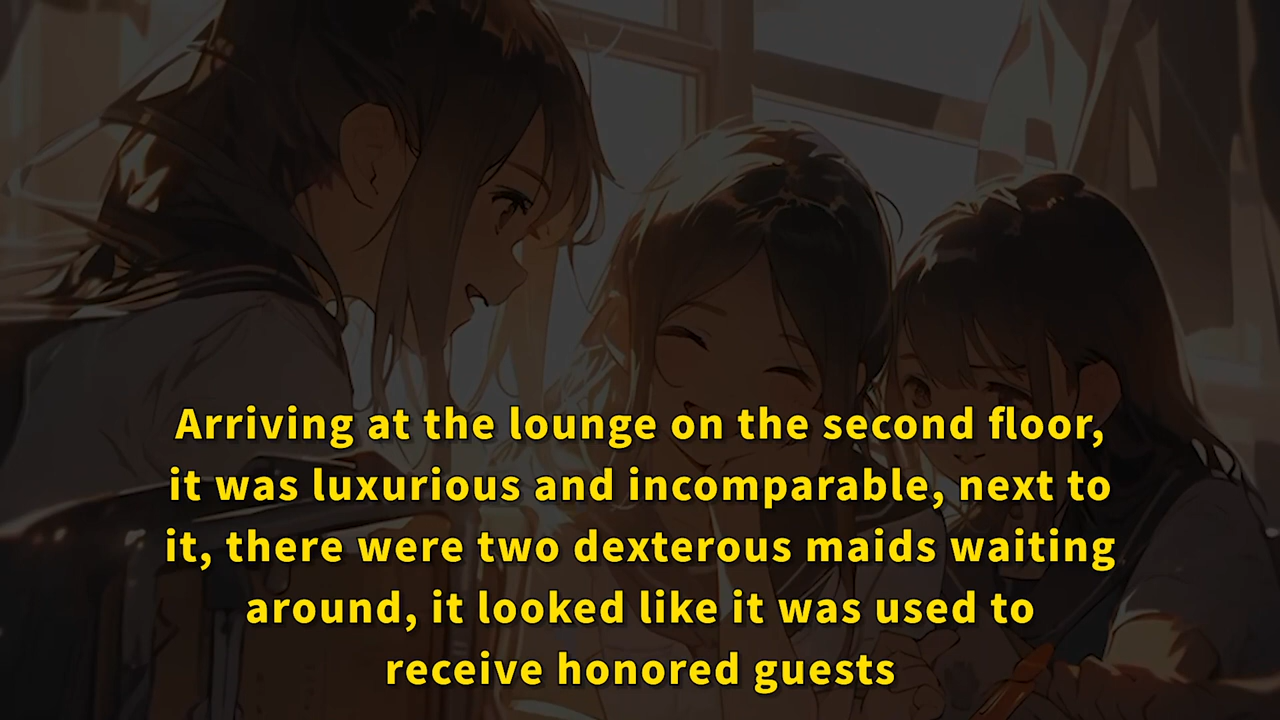 Arriving at the lounge on the second floor,
it was luxurious and incomparable, next to
it, there were two dexterous maids waiting
around, it looked like it was used to
receive honored guests